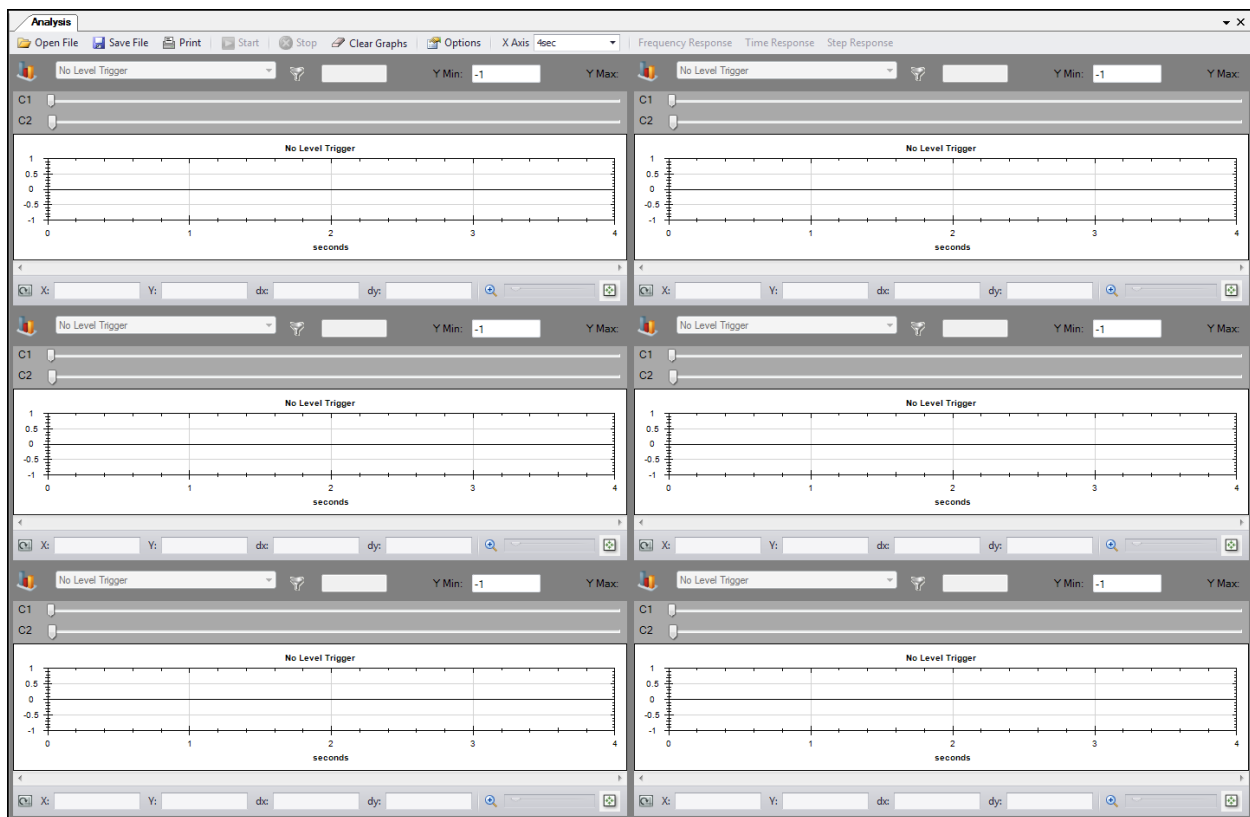 Analysis
Open File Save File Print Start Stop Clear Graphs Options X Axis 4sec Frequency Response Time Response Step Response
No Level Trigger Y Min: -1 Y Max:
C1
C2
No Level Trigger
1
0.5
0
-0.5
-1
0 1 2 3 4
seconds
X: Y: dx: dy:
No Level Trigger Y Min: -1 Y Max:
C1
C2
No Level Trigger
1
0.5
0
-0.5
-1
0 1 2 3 4
seconds
X: Y: dx: dy:
No Level Trigger Y Min: -1 Y Max:
C1
C2
No Level Trigger
1
0.5
0
-0.5
-1
0 1 2 3 4
seconds
X: Y: dx: dy:
No Level Trigger Y Min: -1 Y Max:
C1
C2
No Level Trigger
1
0.5
0
-0.5
-1
0 1 2 3 4
seconds
X: Y: dx: dy:
No Level Trigger Y Min: -1 Y Max:
C1
C2
No Level Trigger
1
0.5
0
-0.5
-1
0 1 2 3 4
seconds
X: Y: dx: dy:
No Level Trigger Y Min: -1 Y Max:
C1
C2
No Level Trigger
1
0.5
0
-0.5
-1
0 1 2 3 4
seconds
X: Y: dx: dy: